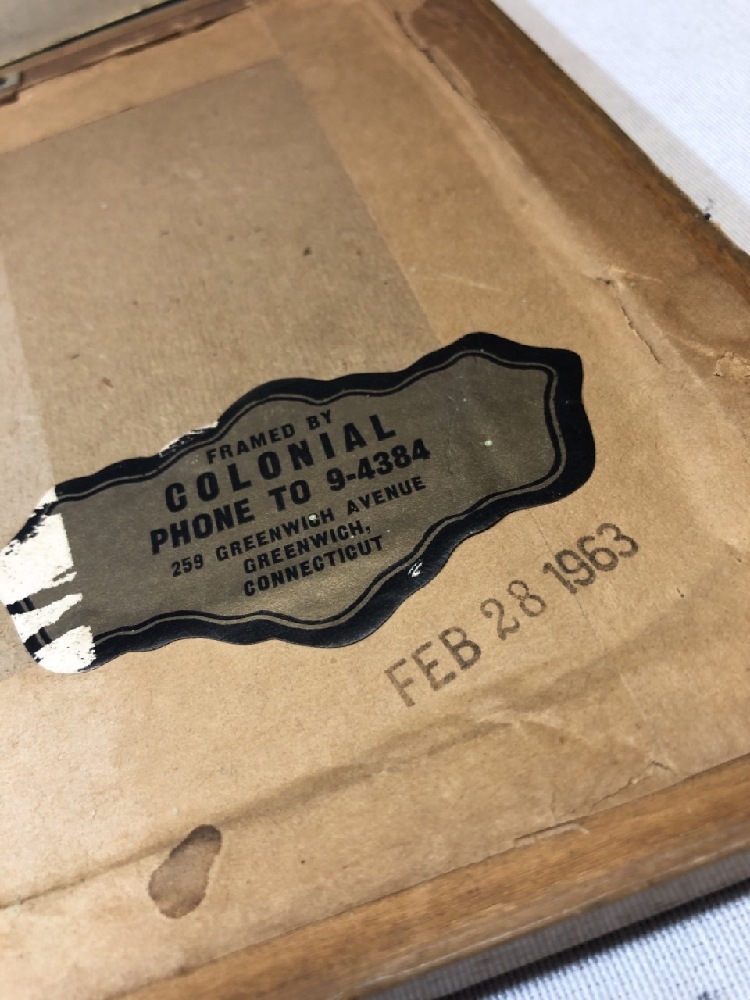 FRAMED BY
COLONIAL
PHONE TO 9-4384
259 GREENWICH AVENUE
GREENWICH,
CONNECTICUT
FEB 28 1963